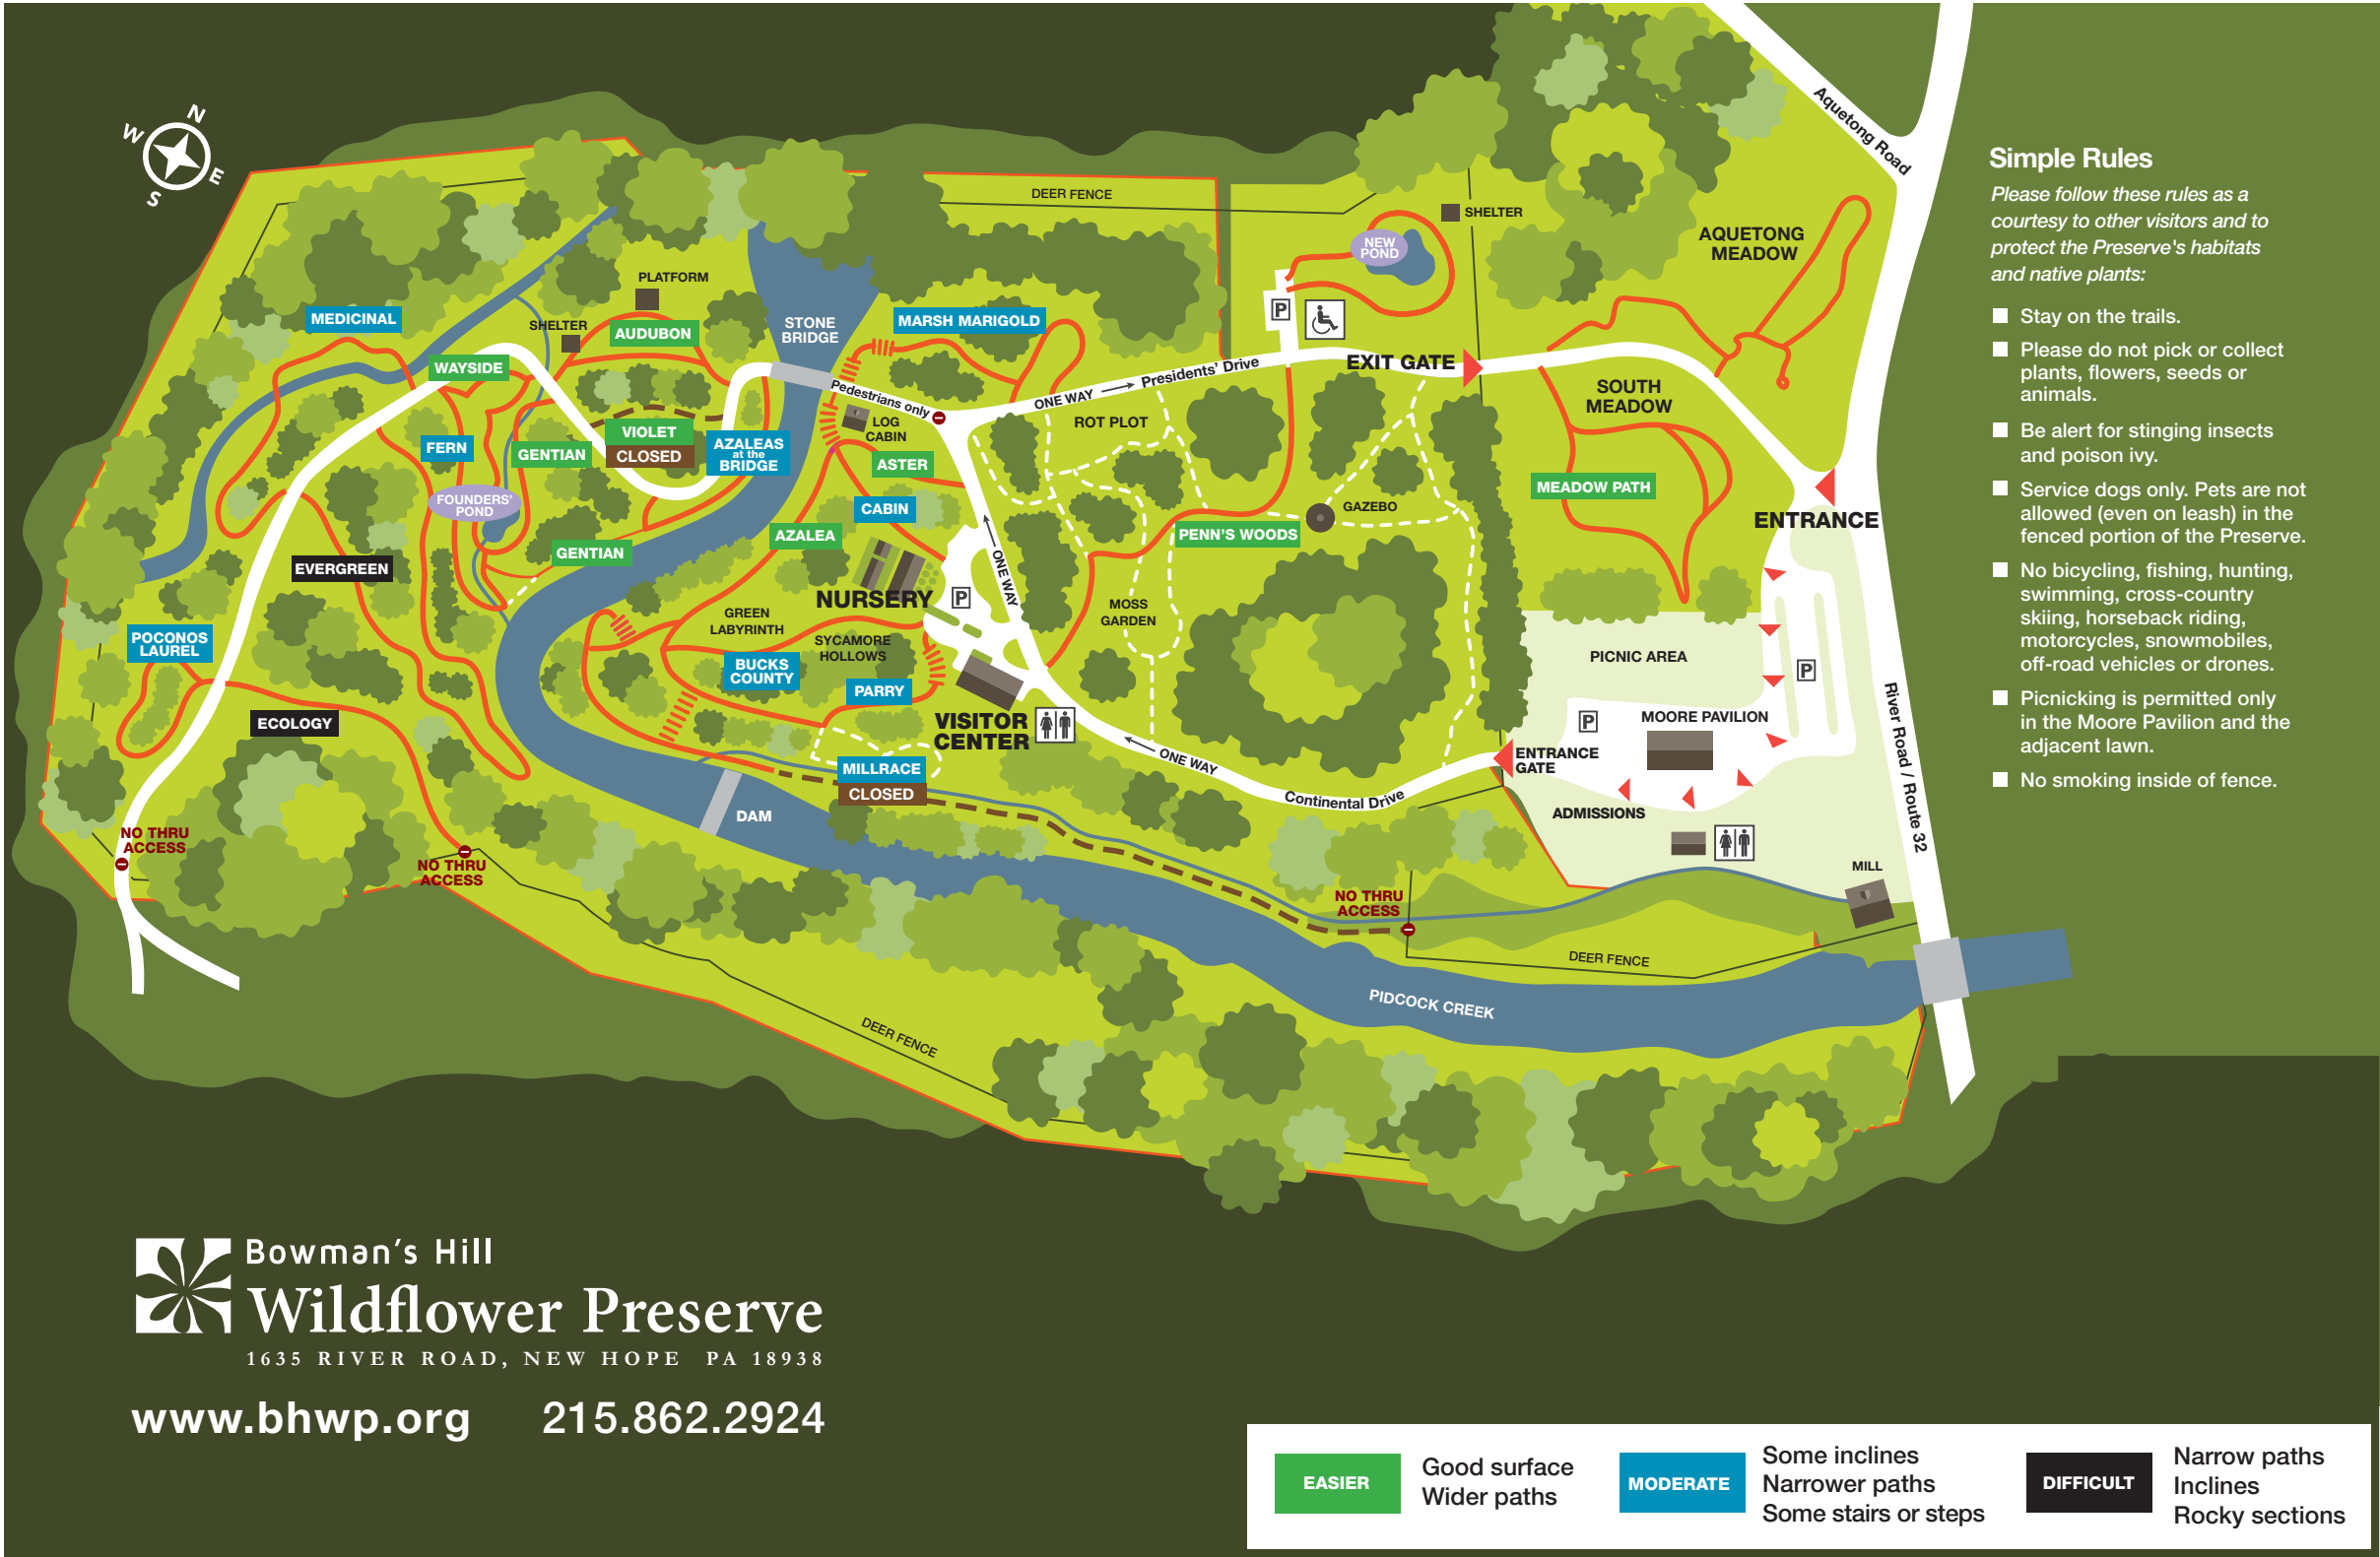 N
W
E
S
Aquetong Road
DEER FENCE
SHELTER
NEW
POND
AQUETONG
MEADOW
PLATFORM
MEDICINAL
SHELTER
AUDUBON
STONE
BRIDGE
MARSH MARIGOLD
P
WAYSIDE
EXIT GATE
Presidents' Drive
ONE WAY
Pedestrians only
SOUTH
MEADOW
LOG
CABIN
ROT PLOT
FERN
GENTIAN
VIOLET
CLOSED
AZALEAS
at the
BRIDGE
ASTER
MEADOW PATH
FOUNDERS'
POND
CABIN
GAZEBO
ENTRANCE
AZALEA
PENN'S WOODS
GENTIAN
EVERGREEN
ONE WAY
NURSERY
P
GREEN
LABYRINTH
MOSS
GARDEN
POCONOS
LAUREL
SYCAMORE
HOLLOWS
PICNIC AREA
P
BUCKS
COUNTY
PARRY
ECOLOGY
VISITOR
CENTER
P
MOORE PAVILION
River Road / Route 32
ONE WAY
ENTRANCE
GATE
MILLRACE
CLOSED
Continental Drive
DAM
ADMISSIONS
NO THRU
ACCESS
NO THRU
ACCESS
MILL
NO THRU
ACCESS
DEER FENCE
PIDCOCK CREEK
DEER FENCE
Simple Rules
Please follow these rules as a
courtesy to other visitors and to
protect the Preserve's habitats
and native plants:
Stay on the trails.
Please do not pick or collect
plants, flowers, seeds or
animals.
Be alert for stinging insects
and poison ivy.
Service dogs only. Pets are not
allowed (even on leash) in the
fenced portion of the Preserve.
No bicycling, fishing, hunting,
swimming, cross-country
skiing, horseback riding,
motorcycles, snowmobiles,
off-road vehicles or drones.
Picnicking is permitted only
in the Moore Pavilion and the
adjacent lawn.
No smoking inside of fence.
Bowman's Hill
Wildflower Preserve
1635 RIVER ROAD, NEW HOPE PA 18938
www.bhwp.org 215.862.2924
EASIER
Good surface
Wider paths
MODERATE
Some inclines
Narrower paths
Some stairs or steps
DIFFICULT
Narrow paths
Inclines
Rocky sections